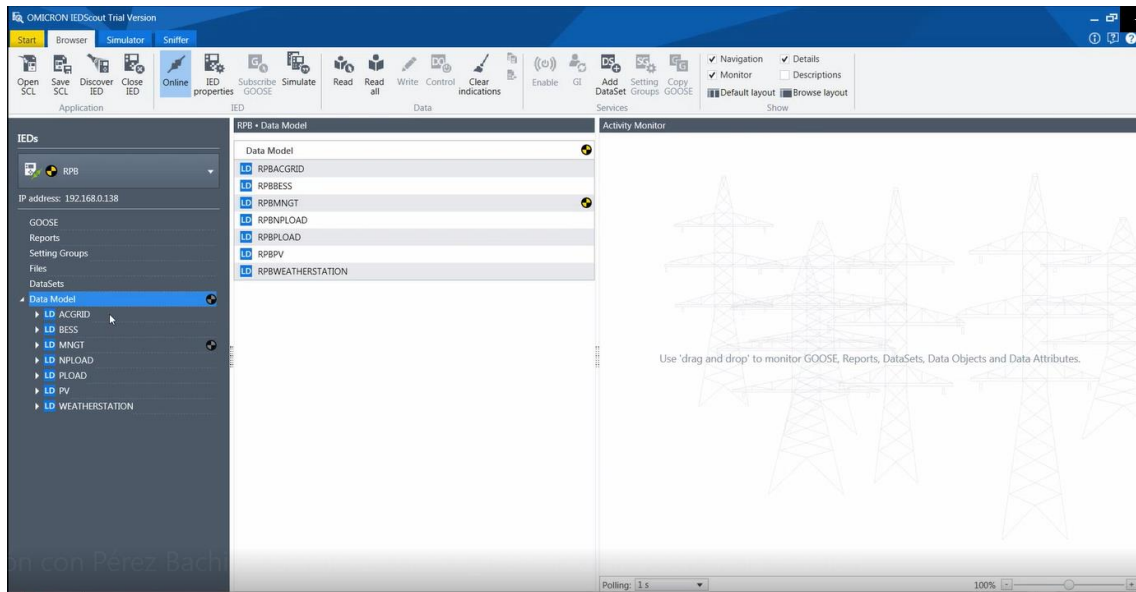 OMICRON IEDScout Trial Version
Start Browser Simulator Sniffer
Open SCL
Save SCL
Discover IED
Close IED
Online
IED properties
Subscribe GOOSE
Simulate
Read
Read all
Write
Control
Clear indications
Enable
GI
Add DataSet
Setting Groups
Copy GOOSE
Navigation
Details
Monitor
Descriptions
Default layout
Browse layout
Application
IED
Data
Services
Show
IEDs
RPB
IP address: 192.168.0.138
GOOSE
Reports
Setting Groups
Files
DataSets
Data Model
LD ACGRID
LD BESS
LD MNGT
LD NPLOAD
LD PLOAD
LD PV
LD WEATHERSTATION
RPB • Data Model
Data Model
LD RPBACGRID
LD RPBBESS
LD RPBMNGT
LD RPBNPLOAD
LD RPBPLOAD
LD RPBPV
LD RPBWEATHERSTATION
Activity Monitor
Use 'drag and drop' to monitor GOOSE, Reports, DataSets, Data Objects and Data Attributes.
con Pérez
Polling: 1 s
100%